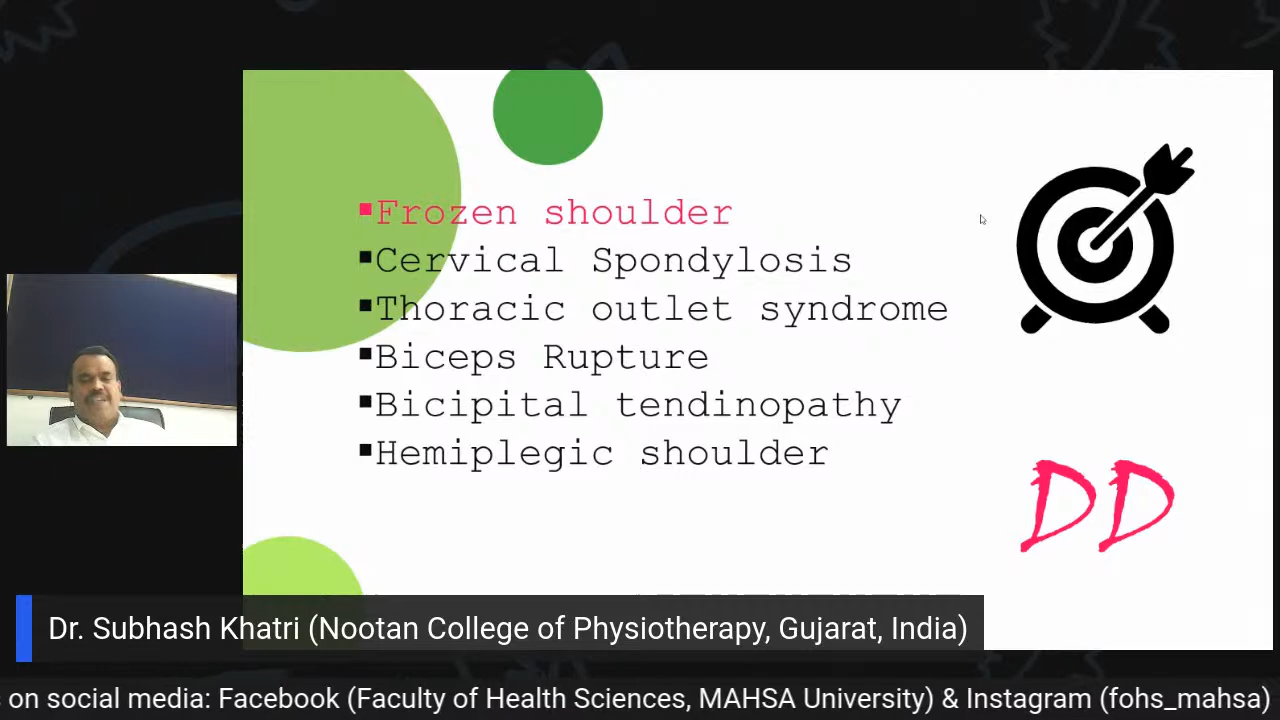 Frozen shoulder
Cervical Spondylosis
Thoracic outlet syndrome
Biceps Rupture
Bicipital tendinopathy
Hemiplegic shoulder
DD
Dr. Subhash Khatri (Nootan College of Physiotherapy, Gujarat, India)
on social media: Facebook (Faculty of Health Sciences, MAHSA University) & Instagram (fohs_mahsa)